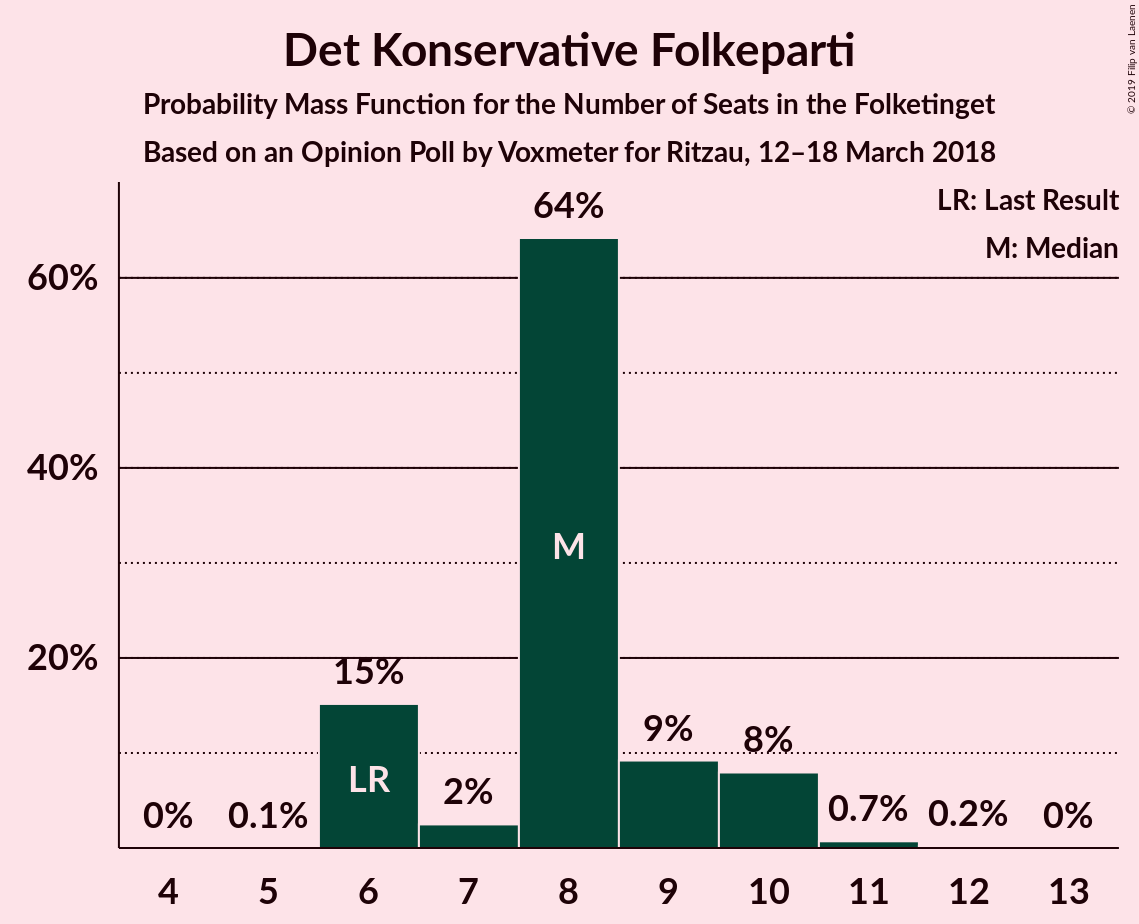 Det Konservative Folkeparti
Probability Mass Function for the Number of Seats in the Folketinget
Based on an Opinion Poll by Voxmeter for Ritzau, 12–18 March 2018
© 2019 Filip van Laenen
LR: Last Result
M: Median
64%
60%
40%
M
20%
15%
LR
9%
8%
2%
0%
0.1%
0.7%
0.2%
0%
4 5 6 7 8 9 10 11 12 13